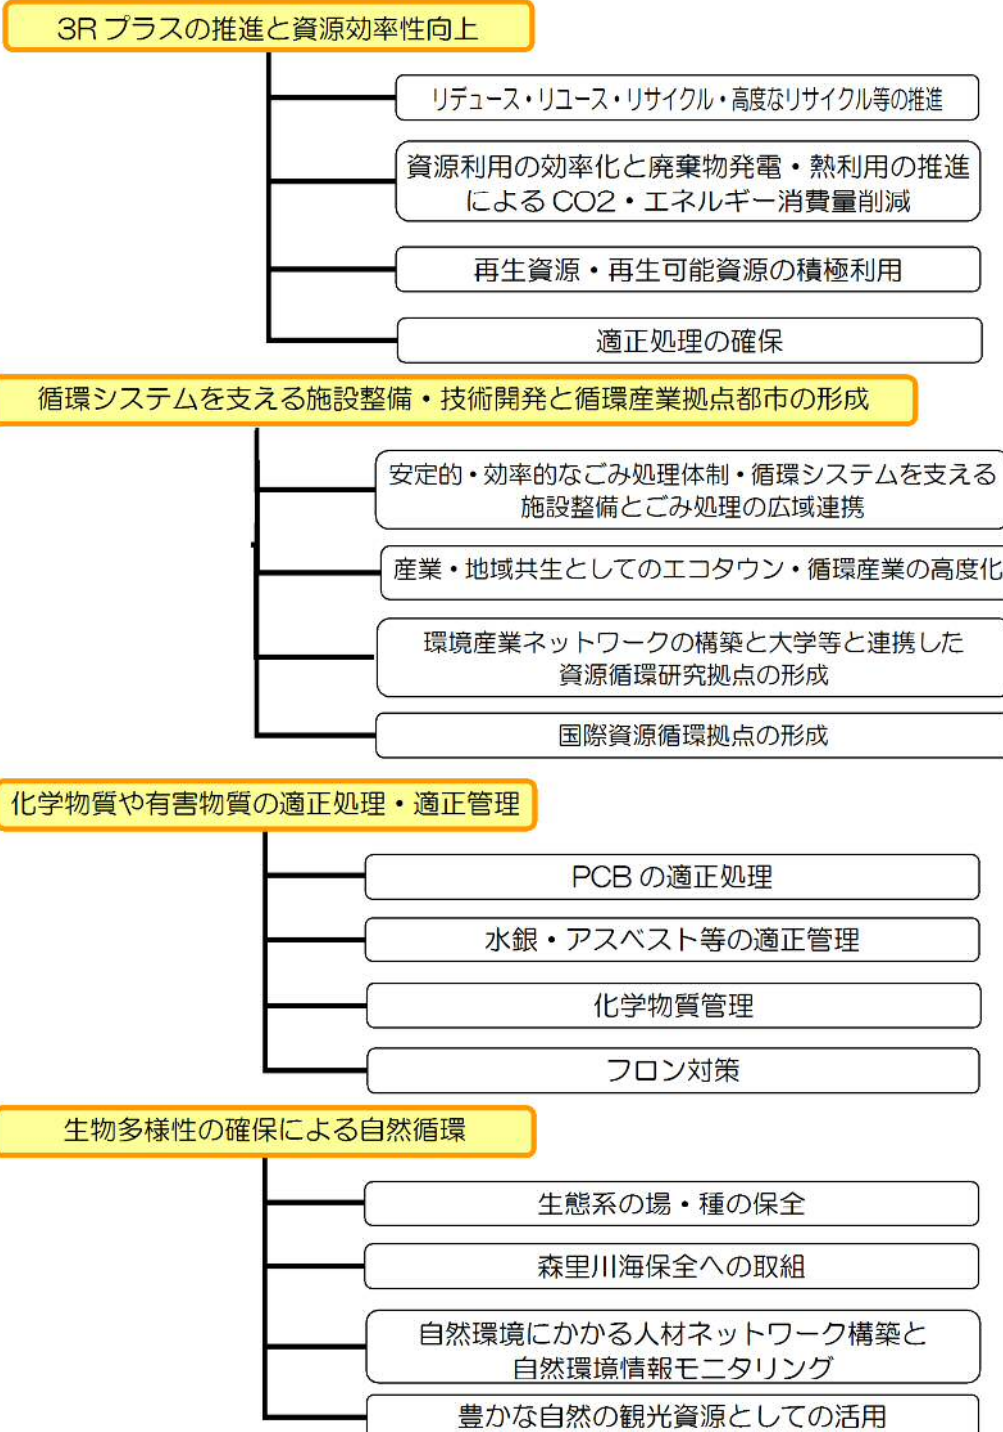 3Rプラスの推進と資源効率性向上
リデュース・リユース・リサイクル・高度なリサイクル等の推進
資源利用の効率化と廃棄物発電・熱利用の推進
によるCO2・エネルギー消費量削減
再生資源・再生可能資源の積極利用
適正処理の確保
循環システムを支える施設整備・技術開発と循環産業拠点都市の形成
安定的・効率的なごみ処理体制・循環システムを支える
施設整備とごみ処理の広域連携
産業・地域共生としてのエコタウン・循環産業の高度化
環境産業ネットワークの構築と大学等と連携した
資源循環研究拠点の形成
国際資源循環拠点の形成
化学物質や有害物質の適正処理・適正管理
PCBの適正処理
水銀・アスベスト等の適正管理
化学物質管理
フロン対策
生物多様性の確保による自然循環
生態系の場・種の保全
森里川海保全への取組
自然環境にかかる人材ネットワーク構築と
自然環境情報モニタリング
豊かな自然の観光資源としての活用